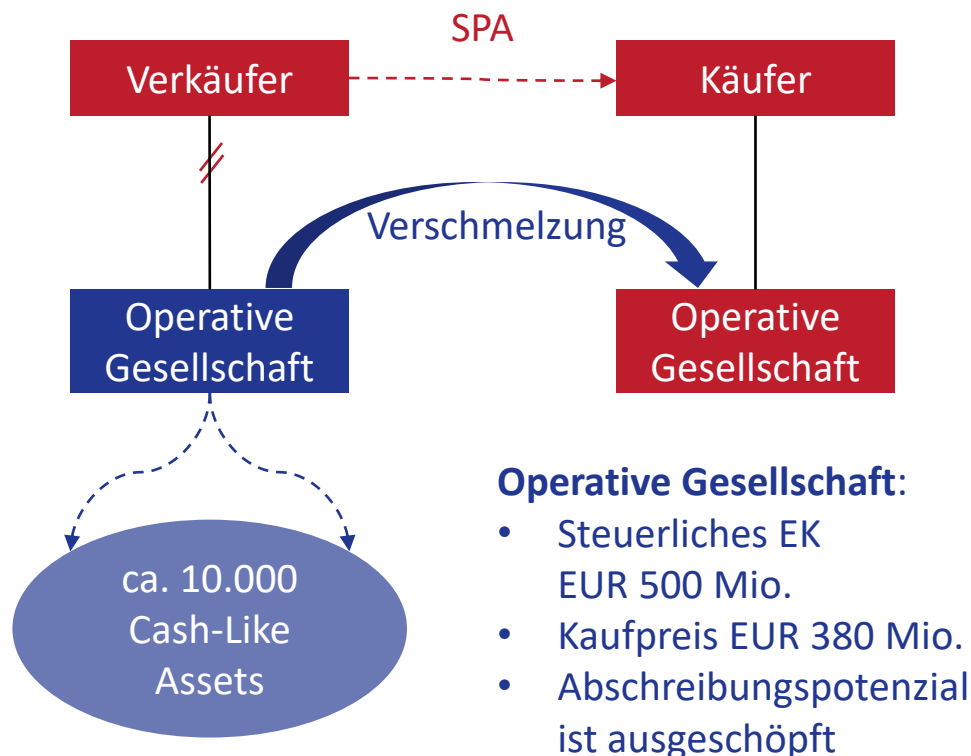 SPA
Verkäufer
Käufer
Verschmelzung
Operative
Gesellschaft
Operative
Gesellschaft
ca. 10.000
Cash-Like
Assets
Operative Gesellschaft:
• Steuerliches EK
EUR 500 Mio.
• Kaufpreis EUR 380 Mio.
• Abschreibungspotenzial
ist ausgeschöpft